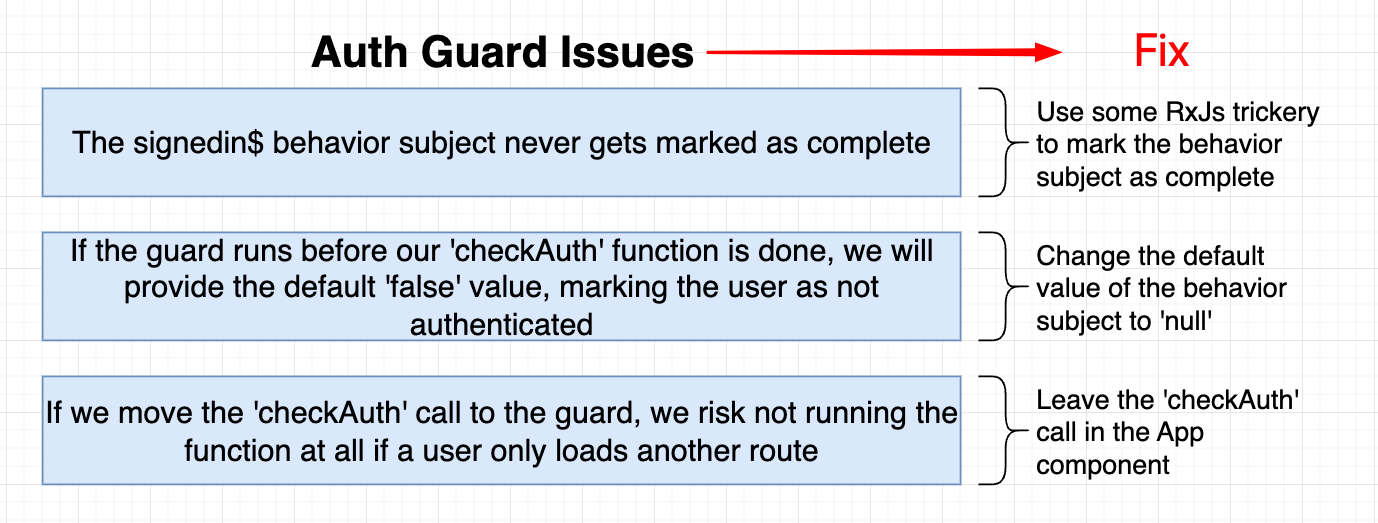 Auth Guard Issues
Fix
The signedin$ behavior subject never gets marked as complete
Use some RxJs trickery
to mark the behavior
subject as complete
If the guard runs before our 'checkAuth' function is done, we will
provide the default 'false' value, marking the user as not
authenticated
Change the default
value of the behavior
subject to 'null'
If we move the 'checkAuth' call to the guard, we risk not running the
function at all if a user only loads another route
Leave the 'checkAuth'
call in the App
component